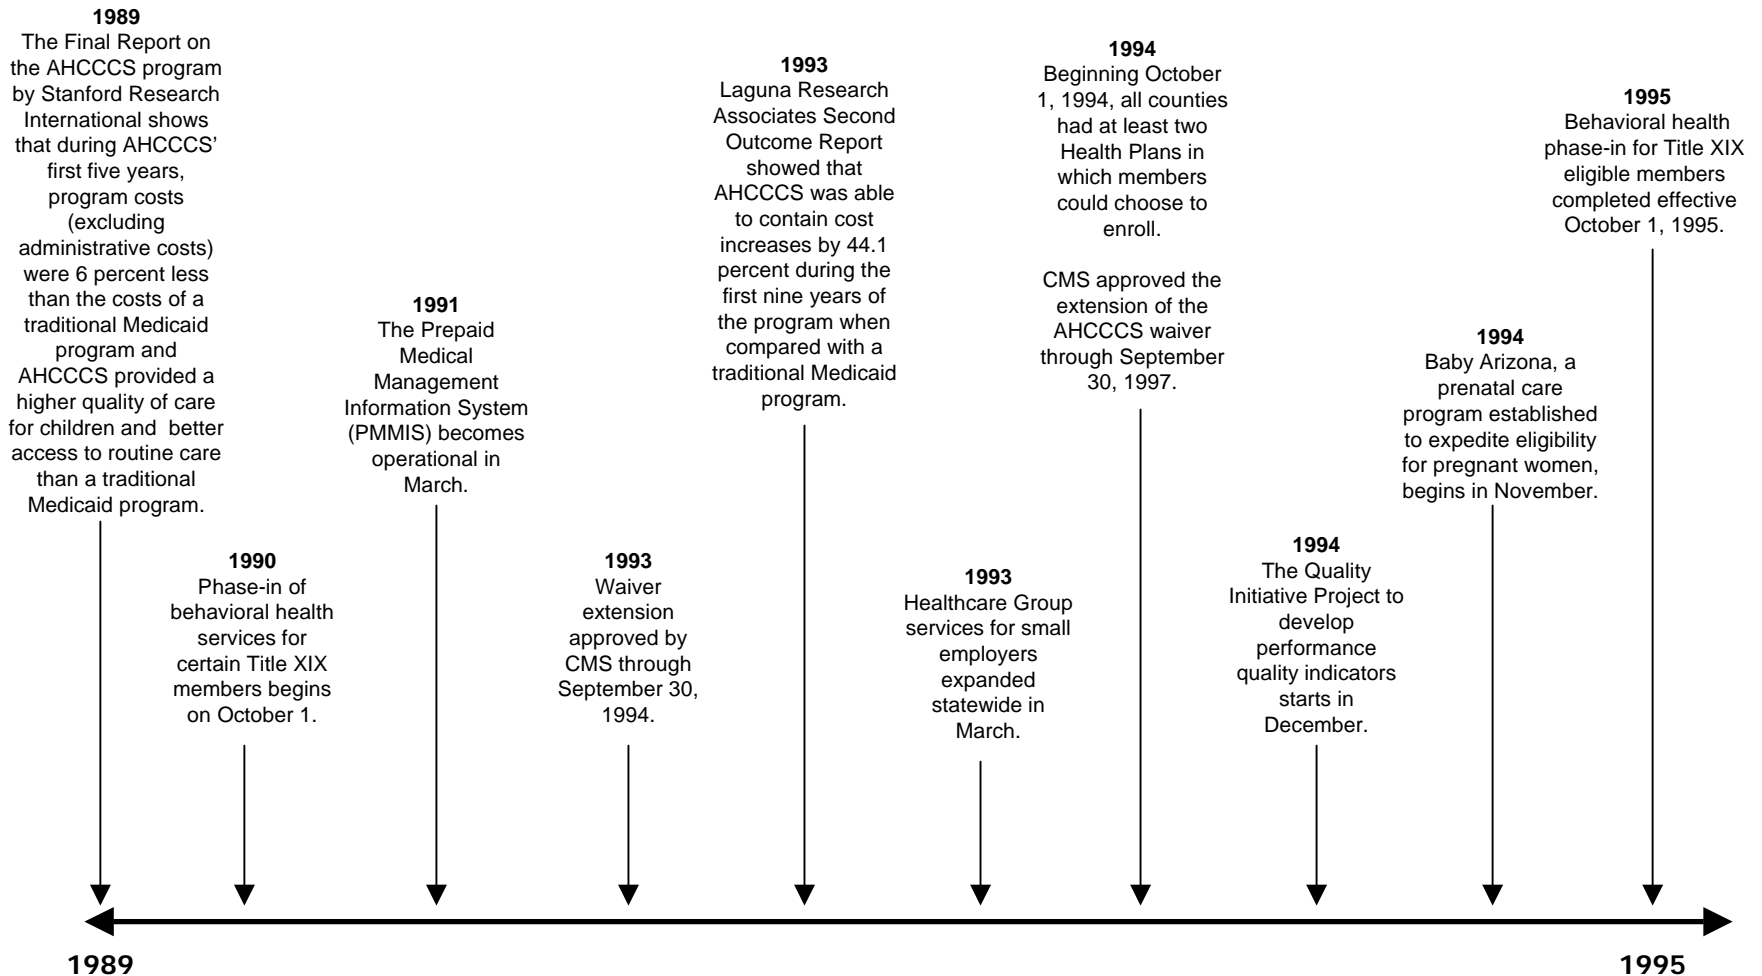 1989
The Final Report on
the AHCCCS program
by Stanford Research
International shows
that during AHCCCS'
first five years,
program costs
(excluding
administrative costs)
were 6 percent less
than the costs of a
traditional Medicaid
program and
AHCCCS provided a
higher quality of care
for children and better
access to routine care
than a traditional
Medicaid program.
1990
Phase-in of
behavioral health
services for
certain Title XIX
members begins
on October 1.
1991
The Prepaid
Medical
Management
Information System
(PMMIS) becomes
operational in
March.
1993
Waiver
extension
approved by
CMS through
September 30,
1994.
1993
Laguna Research
Associates Second
Outcome Report
showed that
AHCCCS was able
to contain cost
increases by 44.1
percent during the
first nine years of
the program when
compared with a
traditional Medicaid
program.
1993
Healthcare Group
services for small
employers
expanded
statewide in
March.
1994
Beginning October
1, 1994, all counties
had at least two
Health Plans in
which members
could choose to
enroll.
CMS approved the
extension of the
AHCCCS waiver
through September
30, 1997.
1994
The Quality
Initiative Project to
develop
performance
quality indicators
starts in
December.
1994
Baby Arizona, a
prenatal care
program established
to expedite eligibility
for pregnant women,
begins in November.
1995
Behavioral health
phase-in for Title XIX
eligible members
completed effective
October 1, 1995.
1989
1995